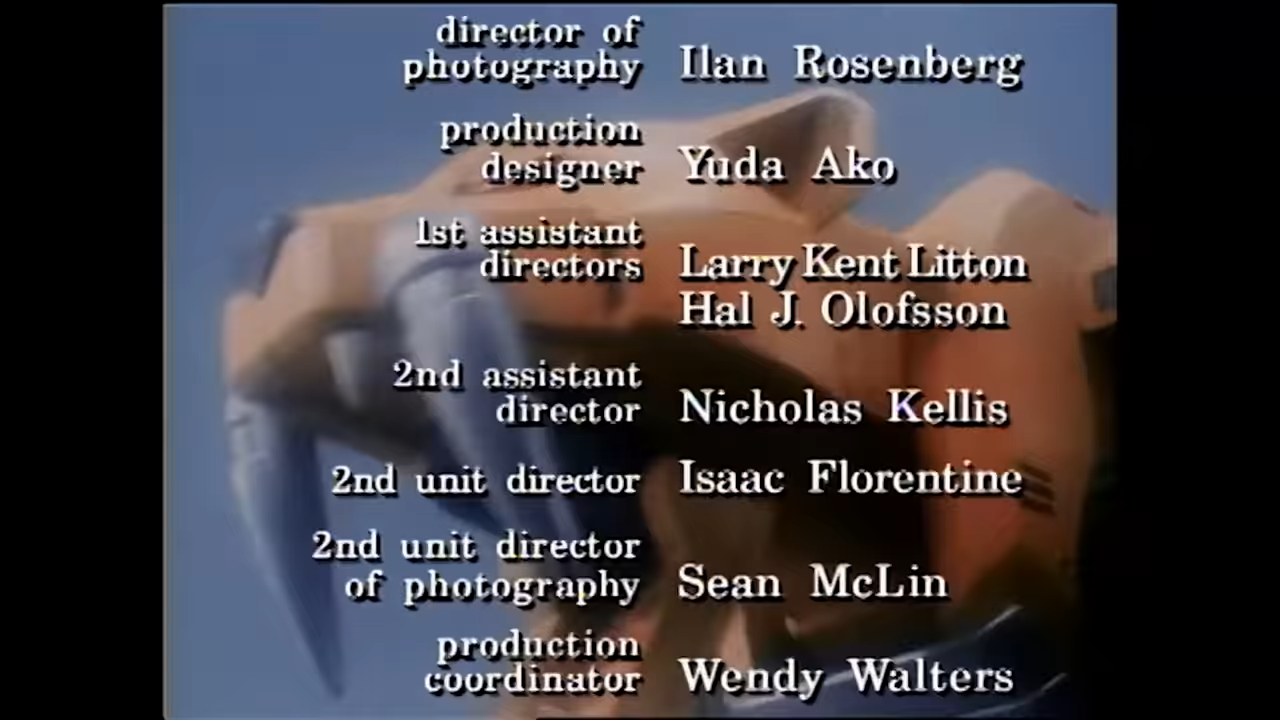 director of
photography Ilan Rosenberg
production
designer Yuda Ako
1st assistant
directors Larry Kent Litton
Hal J. Olofsson
2nd assistant
director Nicholas Kellis
2nd unit director Isaac Florentine
2nd unit director
of photography Sean McLin
production
coordinator Wendy Walters